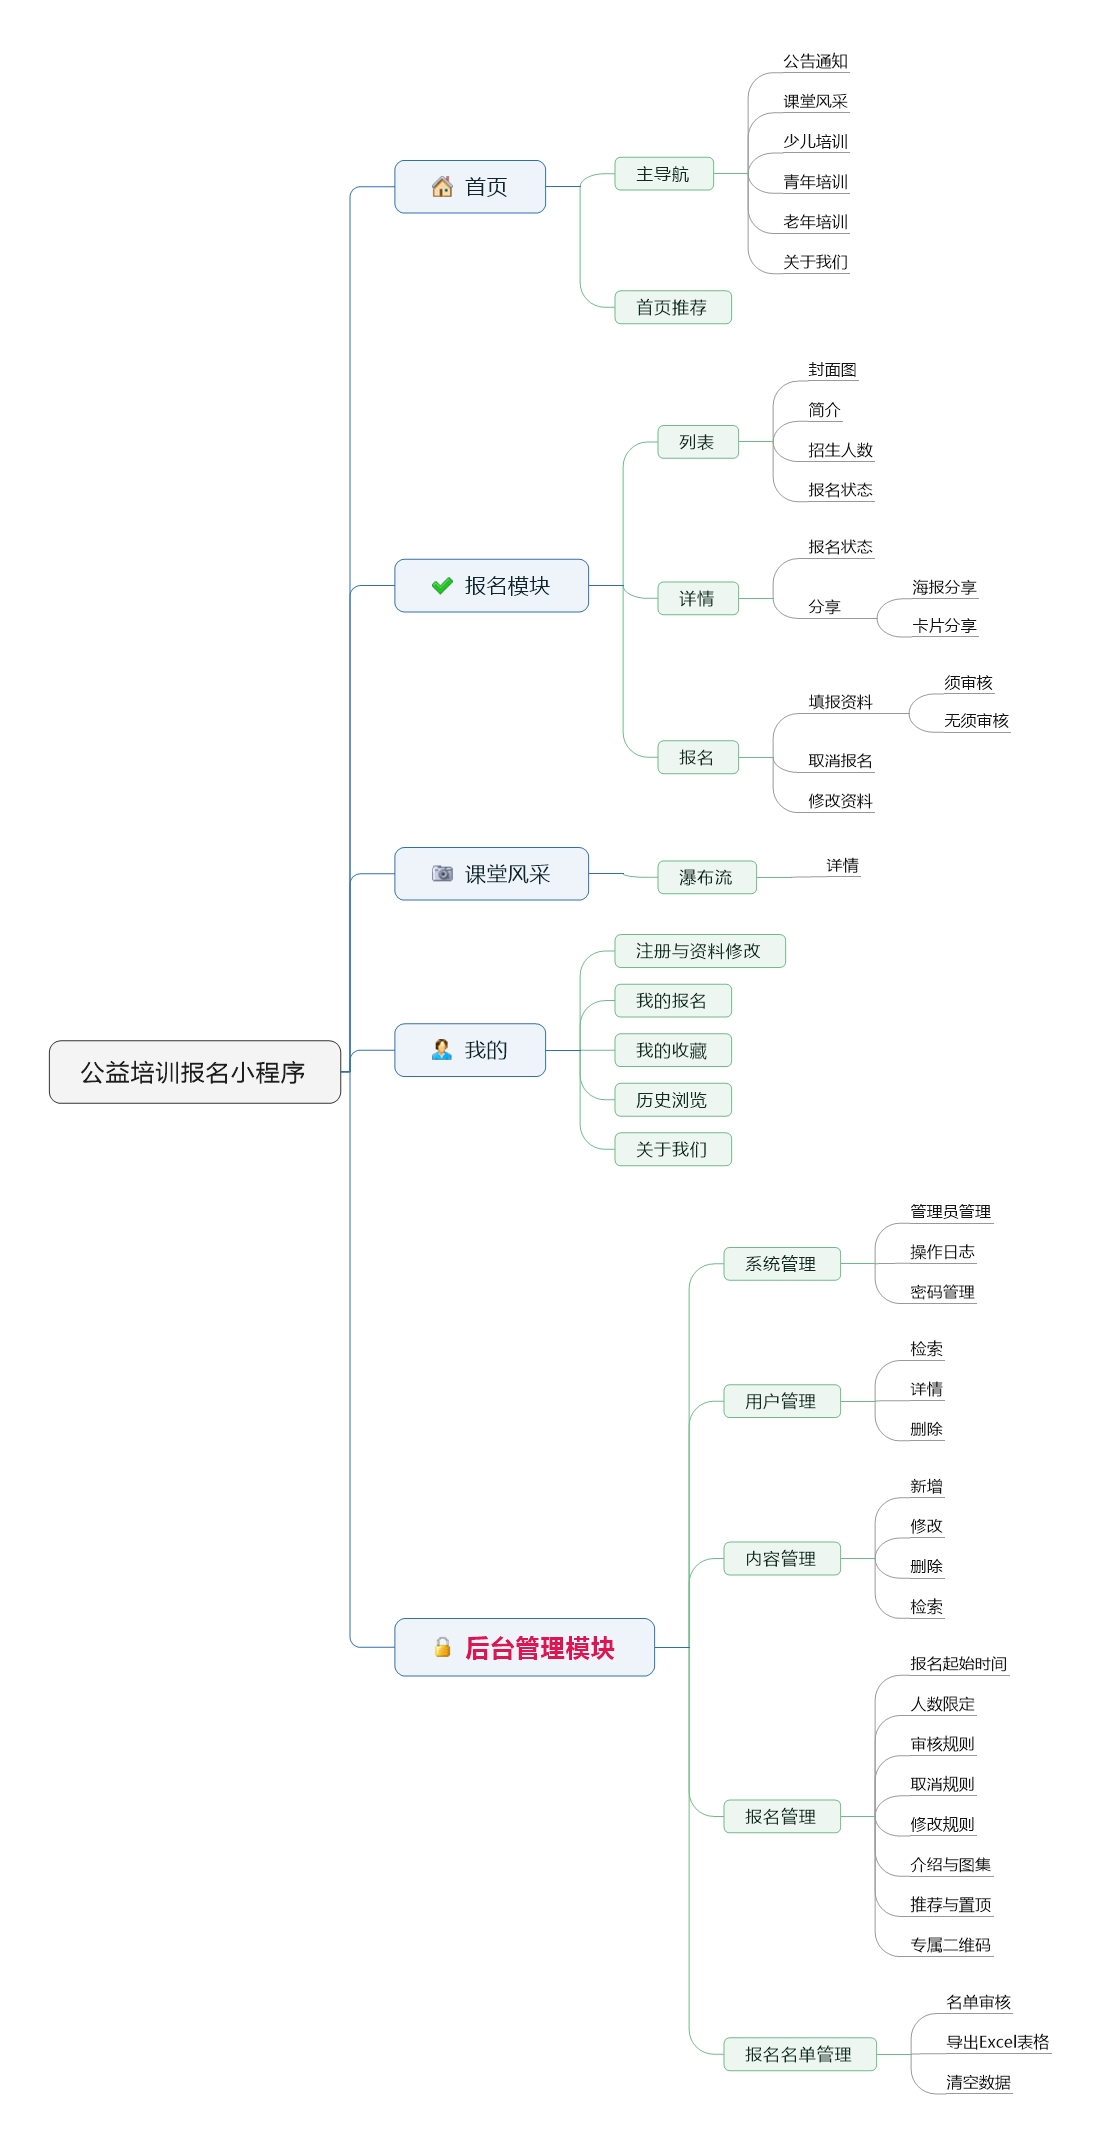 公益培训报名小程序
首页
主导航
公告通知
课堂风采
少儿培训
青年培训
老年培训
关于我们
首页推荐
报名模块
列表
封面图
简介
招生人数
报名状态
详情
报名状态
分享
海报分享
卡片分享
报名
填报资料
须审核
无须审核
取消报名
修改资料
课堂风采
瀑布流
详情
我的
注册与资料修改
我的报名
我的收藏
历史浏览
关于我们
后台管理模块
系统管理
管理员管理
操作日志
密码管理
用户管理
检索
详情
删除
内容管理
新增
修改
删除
检索
报名管理
报名起始时间
人数限定
审核规则
取消规则
修改规则
介绍与图集
推荐与置顶
专属二维码
报名名单管理
名单审核
导出Excel表格
清空数据